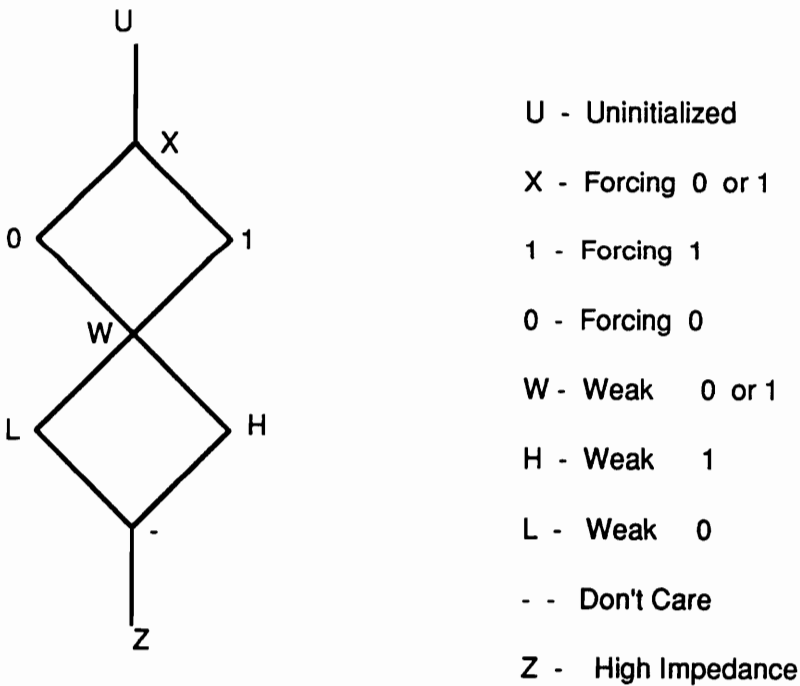 U
X
0
1
W
L
H
-
Z
U - Uninitialized
X - Forcing 0 or 1
1 - Forcing 1
0 - Forcing 0
W - Weak 0 or 1
H - Weak 1
L - Weak 0
- - Don't Care
Z - High Impedance